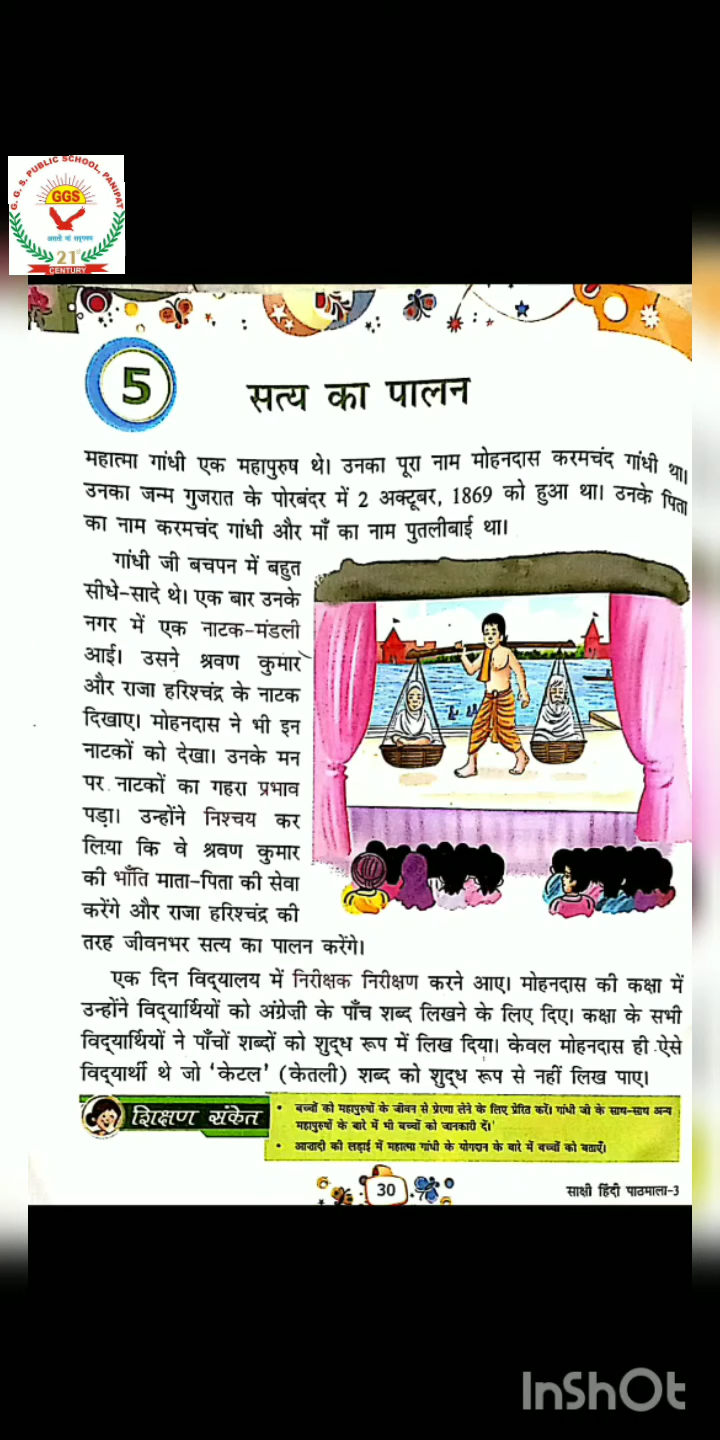 G. G. S. PUBLIC SCHOOL, PANIPAT
GGS
असतो मा सद्गमय
21st
CENTURY
5
सत्य का पालन
महात्मा गांधी एक महापुरुष थे। उनका पूरा नाम मोहनदास करमचंद गांधी था।
उनका जन्म गुजरात के पोरबंदर में 2 अक्टूबर, 1869 को हुआ था। उनके पिता
का नाम करमचंद गांधी और माँ का नाम पुतलीबाई था।
गांधी जी बचपन में बहुत
सीधे-सादे थे। एक बार उनके
नगर में एक नाटक-मंडली
आई। उसने श्रवण कुमार
और राजा हरिश्चंद्र के नाटक
दिखाए। मोहनदास ने भी इन
नाटकों को देखा। उनके मन
पर नाटकों का गहरा प्रभाव
पड़ा। उन्होंने निश्चय कर
लिया कि वे श्रवण कुमार
की भाँति माता-पिता की सेवा
करेंगे और राजा हरिश्चंद्र की
तरह जीवनभर सत्य का पालन करेंगे।
एक दिन विद्यालय में निरीक्षक निरीक्षण करने आए। मोहनदास की कक्षा में
उन्होंने विद्यार्थियों को अंग्रेज़ी के पाँच शब्द लिखने के लिए दिए। कक्षा के सभी
विद्यार्थियों ने पाँचों शब्दों को शुद्ध रूप में लिख दिया। केवल मोहनदास ही ऐसे
विद्यार्थी थे जो 'केटल' (केतली) शब्द को शुद्ध रूप से नहीं लिख पाए।
शिक्षण संकेत
• बच्चों को महापुरुषों के जीवन से प्रेरणा लेने के लिए प्रेरित करें। गांधी जी के साथ-साथ अन्य
महापुरुषों के बारे में भी बच्चों को जानकारी दें।
• आज़ादी की लड़ाई में महात्मा गांधी के योगदान के बारे में बच्चों को बताएँ।
30
साक्षी हिंदी पाठमाला-3
InShOt